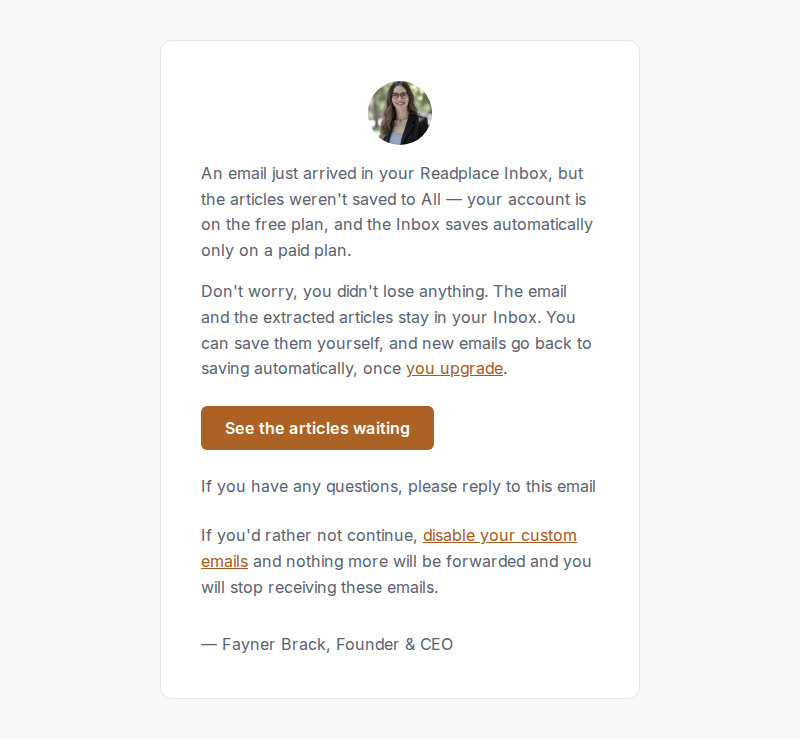 An email just arrived in your Readplace Inbox, but
the articles weren't saved to All — your account is
on the free plan, and the Inbox saves automatically
only on a paid plan.
Don't worry, you didn't lose anything. The email
and the extracted articles stay in your Inbox. You
can save them yourself, and new emails go back to
saving automatically, once you upgrade.
See the articles waiting
If you have any questions, please reply to this email
If you'd rather not continue, disable your custom
emails and nothing more will be forwarded and you
will stop receiving these emails.
— Fayner Brack, Founder & CEO